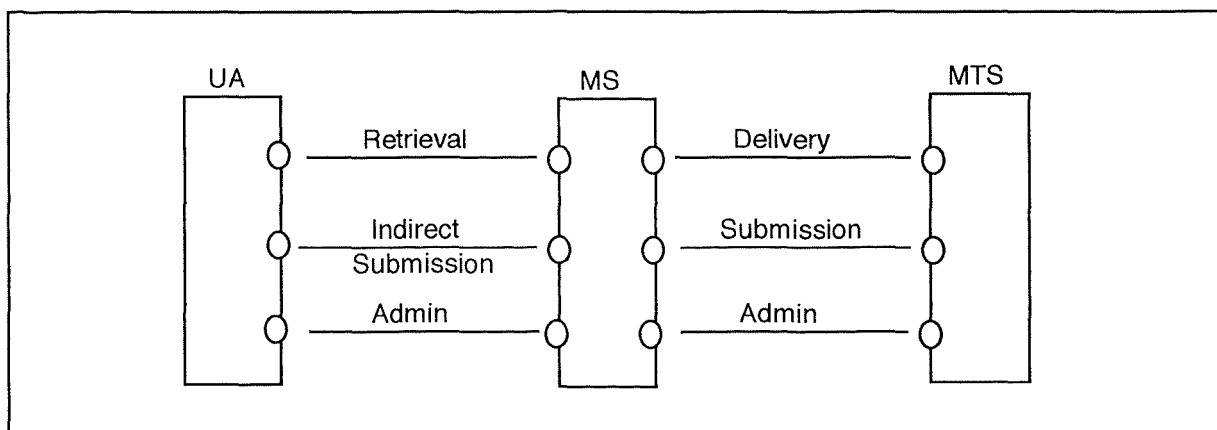 UA
MS
MTS
Retrieval
Delivery
Indirect
Submission
Submission
Admin
Admin